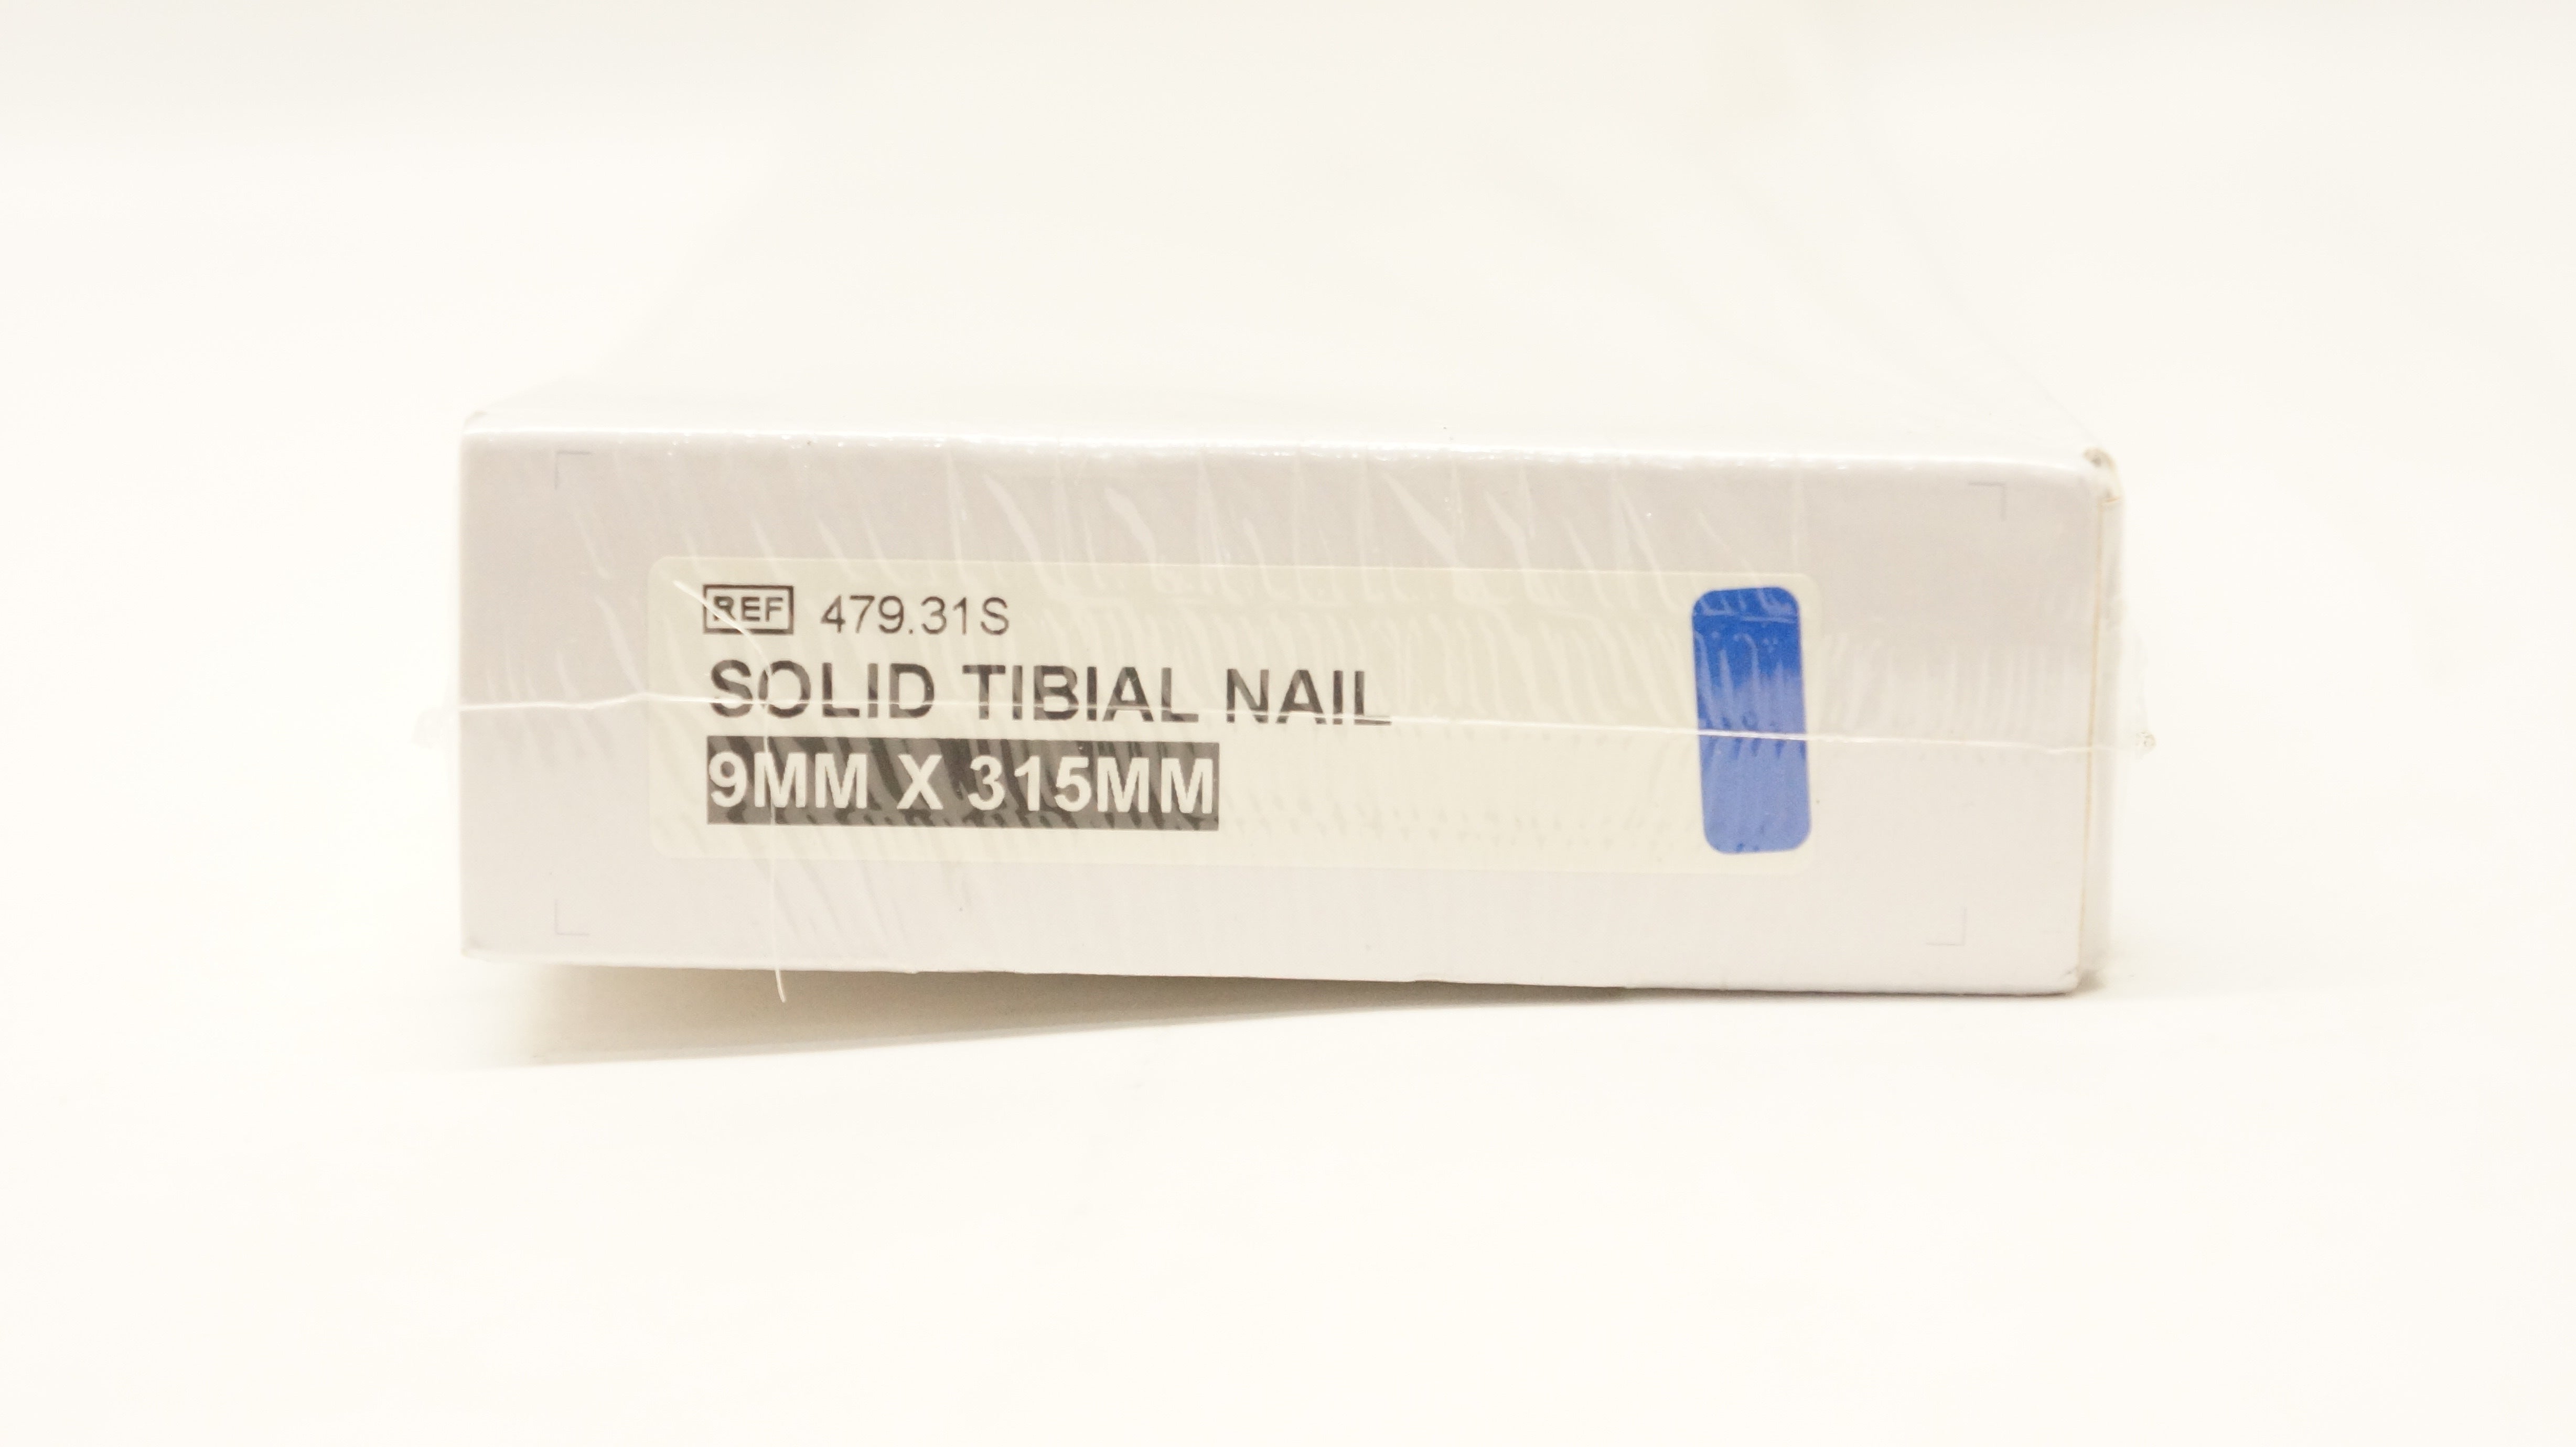 REF 479.31S
SOLID TIBIAL NAIL
9MM X 315MM